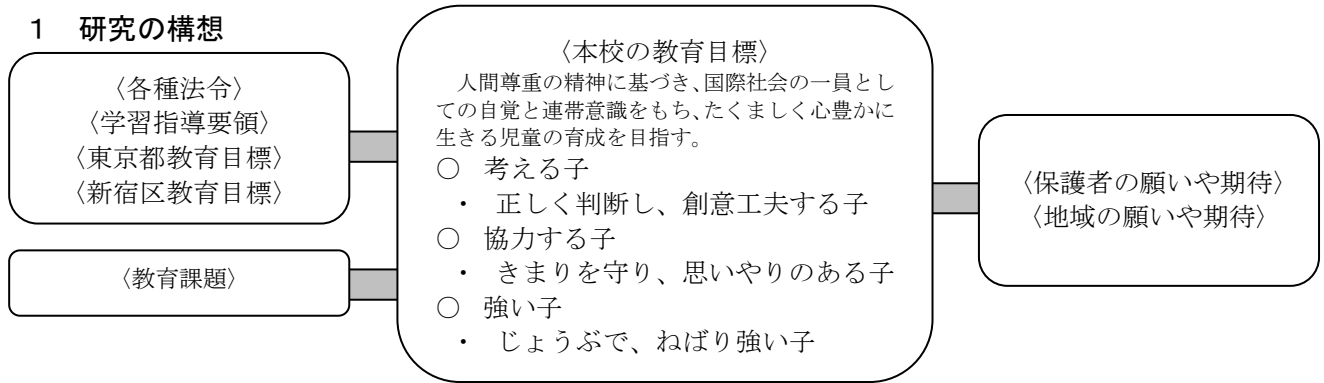 1 研究の構想
〈各種法令〉
〈学習指導要領〉
〈東京都教育目標〉
〈新宿区教育目標〉
〈教育課題〉
〈本校の教育目標〉
人間尊重の精神に基づき、国際社会の一員とし
ての自覚と連帯意識をもち、たくましく心豊かに
生きる児童の育成を目指す。
○ 考える子
・ 正しく判断し、創意工夫する子
○ 協力する子
・ きまりを守り、思いやりのある子
○ 強い子
・ じょうぶで、ねばり強い子
〈保護者の願いや期待〉
〈地域の願いや期待〉